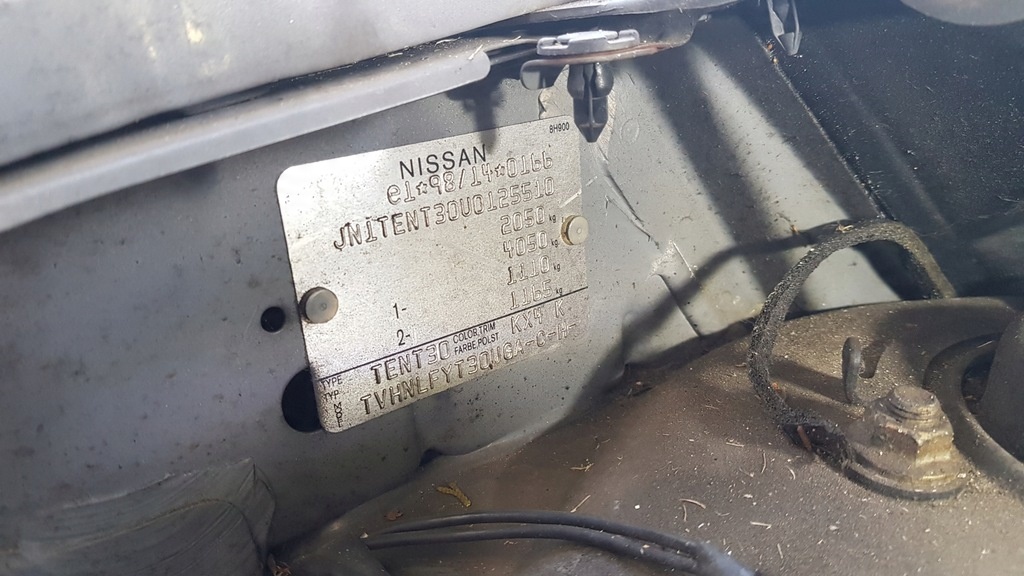 8H900
NISSAN
e1*98/14*0166
JN1TENT30U0125510
2050 kg
4050 kg
1- 1110 kg
2- 1165 kg
TYPE TYP TENT30 COLOR,TRIM FARBE,POLST KX4 K
TVHNLFYT30UGA-C-A-